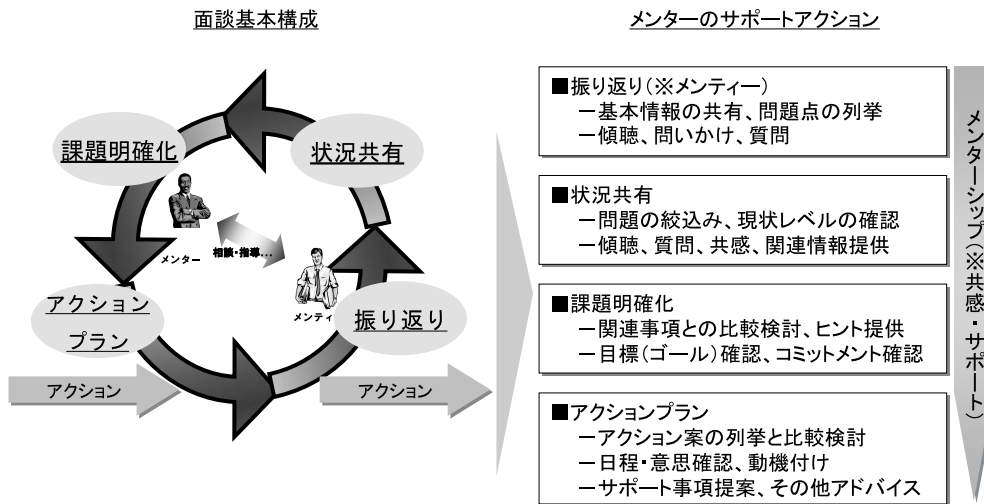 面談基本構成
課題明確化
状況共有
メンター
相談・指導...
メンティ
アクション
プラン
振り返り
アクション
アクション
メンターのサポートアクション
■振り返り(※メンティー)
－基本情報の共有、問題点の列挙
－傾聴、問いかけ、質問
■状況共有
－問題の絞込み、現状レベルの確認
－傾聴、質問、共感、関連情報提供
■課題明確化
－関連事項との比較検討、ヒント提供
－目標(ゴール)確認、コミットメント確認
■アクションプラン
－アクション案の列挙と比較検討
－日程・意思確認、動機付け
－サポート事項提案、その他アドバイス
メンターシップ(※共感・サポート)